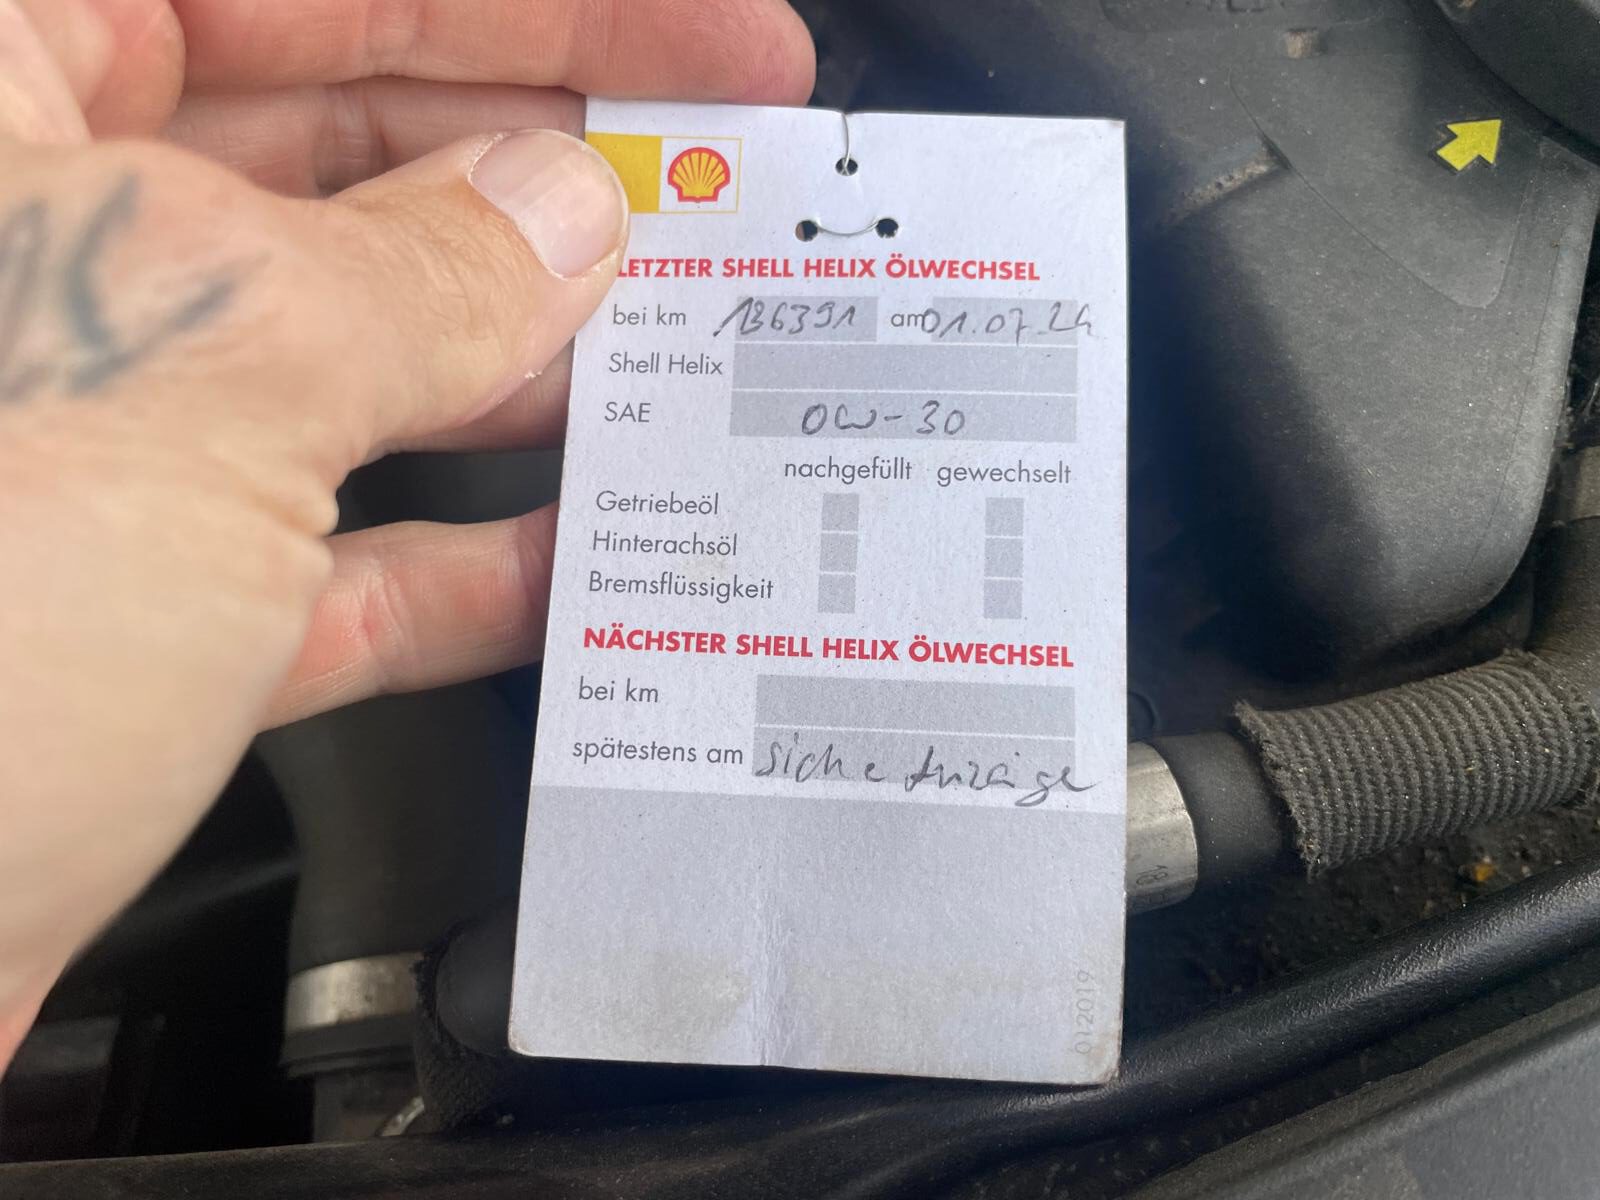 LETZTER SHELL HELIX ÖLWECHSEL
bei km 136391 am 01.07.24
Shell Helix
SAE 0W-30
nachgefüllt gewechselt
Getriebeöl
Hinterachsöl
Bremsflüssigkeit
NÄCHSTER SHELL HELIX ÖLWECHSEL
bei km
spätestens am siehe Anzeige
012019